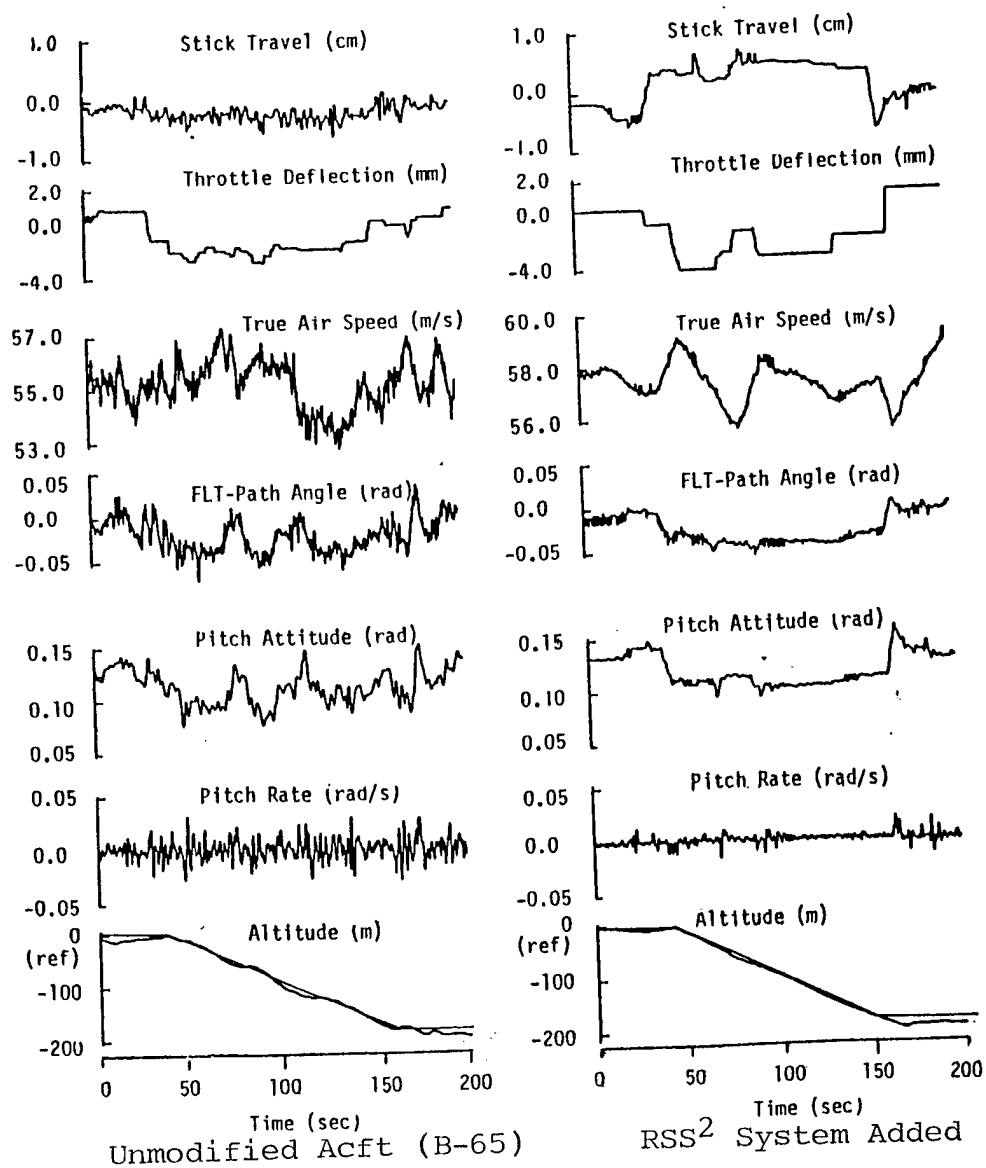 Stick Travel (cm)
1.0
0.0
-1.0
Throttle Deflection (mm)
2.0
0.0
-4.0
True Air Speed (m/s)
57.0
55.0
53.0
FLT-Path Angle (rad)
0.05
0.0
-0.05
Pitch Attitude (rad)
0.15
0.10
0.05
Pitch Rate (rad/s)
0.05
0.0
-0.05
Altitude (m)
0
(ref)
-100
-200
0 50 100 150 200
Time (sec)
Unmodified Acft (B-65)
Stick Travel (cm)
1.0
0.0
-1.0
Throttle Deflection (mm)
2.0
0.0
-4.0
True Air Speed (m/s)
60.0
58.0
56.0
FLT-Path Angle (rad)
0.05
0.0
-0.05
Pitch Attitude (rad)
0.15
0.10
0.05
Pitch Rate (rad/s)
0.05
0.0
-0.05
Altitude (m)
0
(ref)
-100
-200
0 50 100 150 200
Time (sec)
RSS² System Added